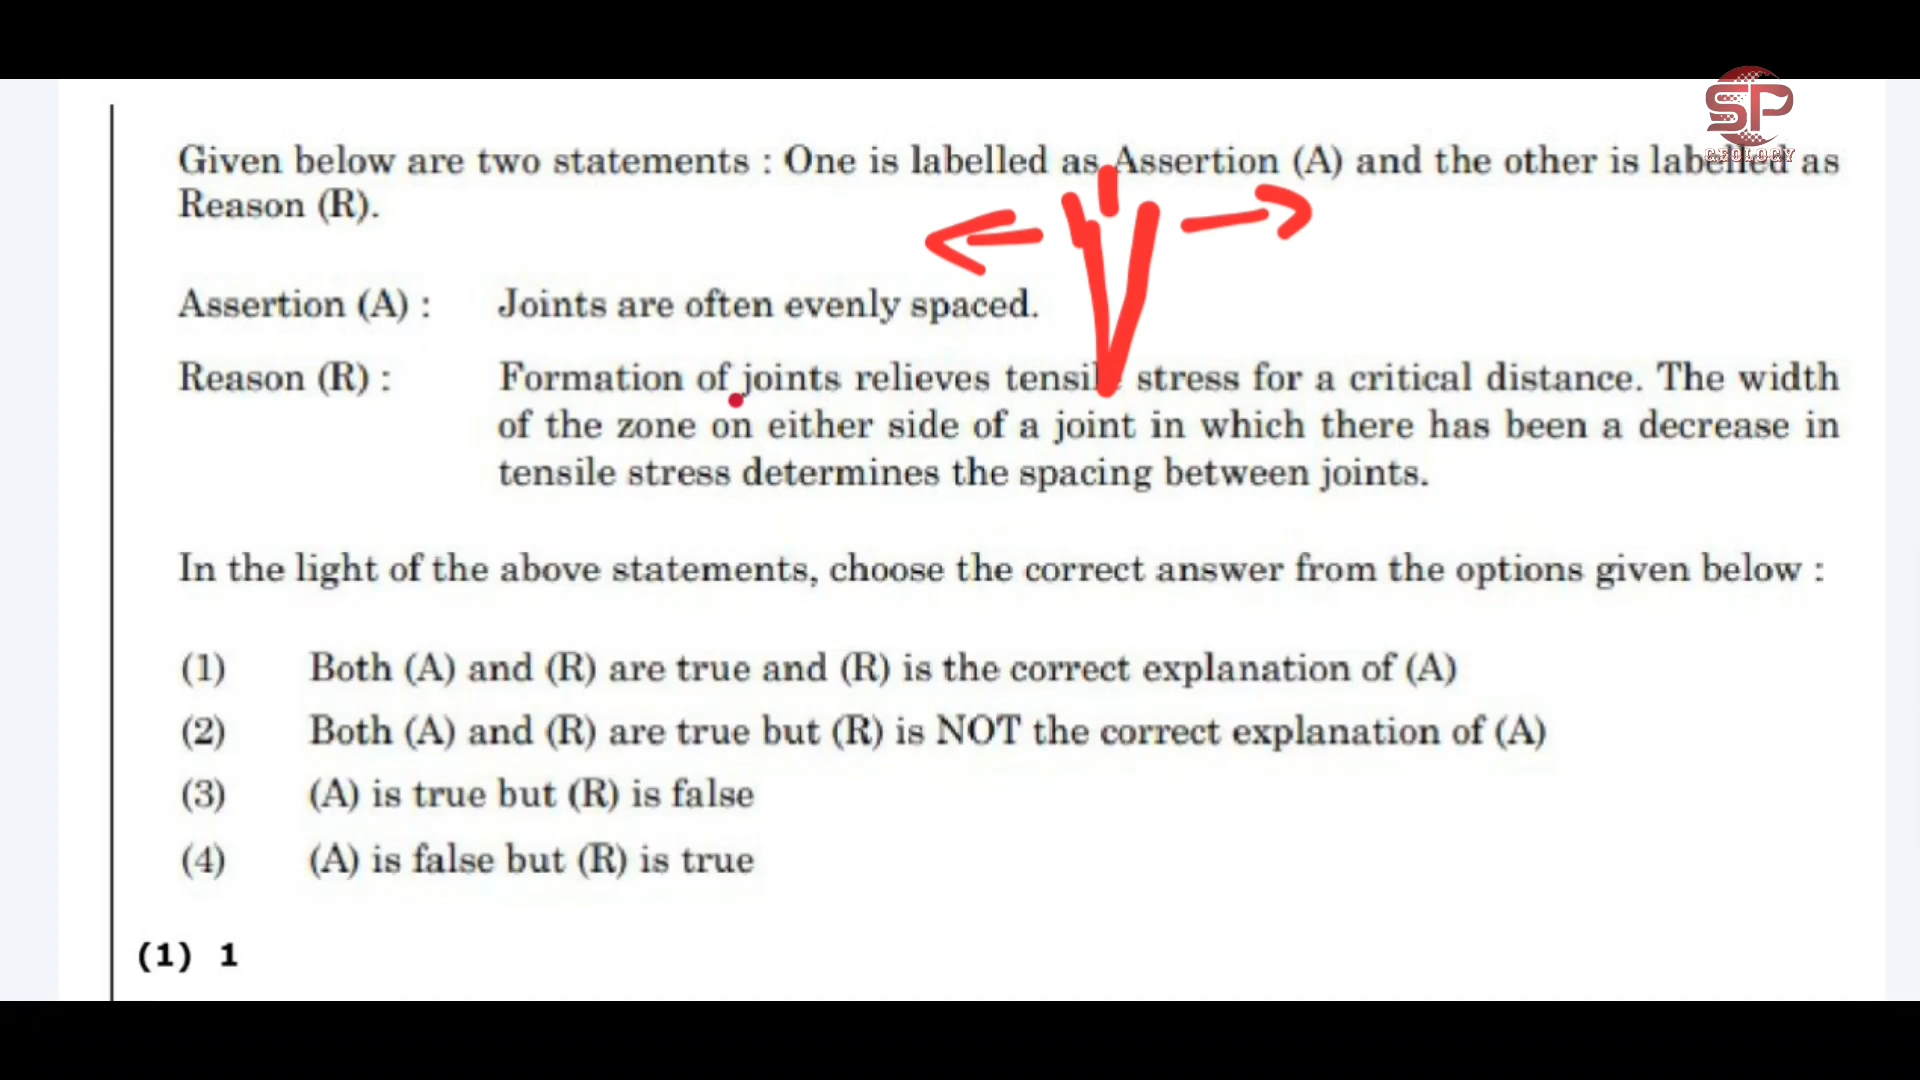 SP
GEOLOGY
Given below are two statements : One is labelled as Assertion (A) and the other is labelled as
Reason (R).
Assertion (A) : Joints are often evenly spaced.
Reason (R) : Formation of joints relieves tensile stress for a critical distance. The width
of the zone on either side of a joint in which there has been a decrease in
tensile stress determines the spacing between joints.
In the light of the above statements, choose the correct answer from the options given below :
(1) Both (A) and (R) are true and (R) is the correct explanation of (A)
(2) Both (A) and (R) are true but (R) is NOT the correct explanation of (A)
(3) (A) is true but (R) is false
(4) (A) is false but (R) is true
(1) 1